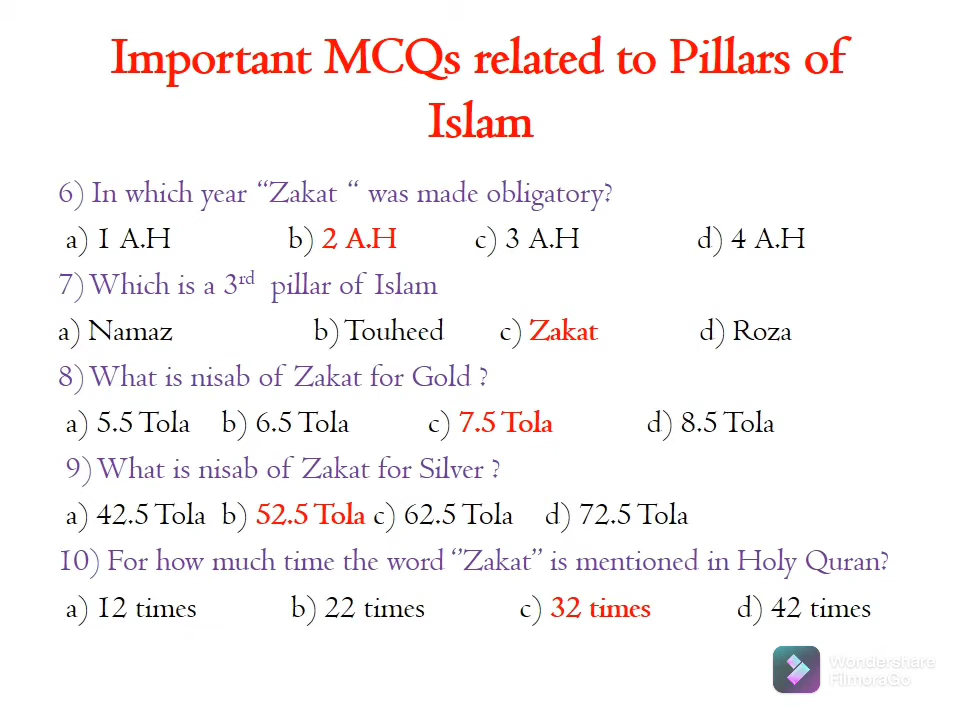 Important MCQs related to Pillars of
Islam
6) In which year “Zakat “ was made obligatory?
a) 1 A.H b) 2 A.H c) 3 A.H d) 4 A.H
7) Which is a 3rd pillar of Islam
a) Namaz b) Touheed c) Zakat d) Roza
8) What is nisab of Zakat for Gold ?
a) 5.5 Tola b) 6.5 Tola c) 7.5 Tola d) 8.5 Tola
9) What is nisab of Zakat for Silver ?
a) 42.5 Tola b) 52.5 Tola c) 62.5 Tola d) 72.5 Tola
10) For how much time the word “Zakat” is mentioned in Holy Quran?
a) 12 times b) 22 times c) 32 times d) 42 times
Wondershare
FilmoraGo